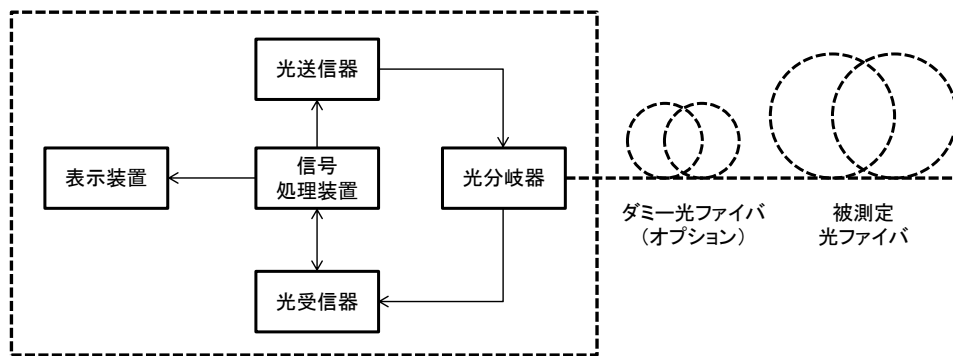 光送信器
表示装置
信号
処理装置
光分岐器
光受信器
ダミー光ファイバ
(オプション)
被測定
光ファイバ